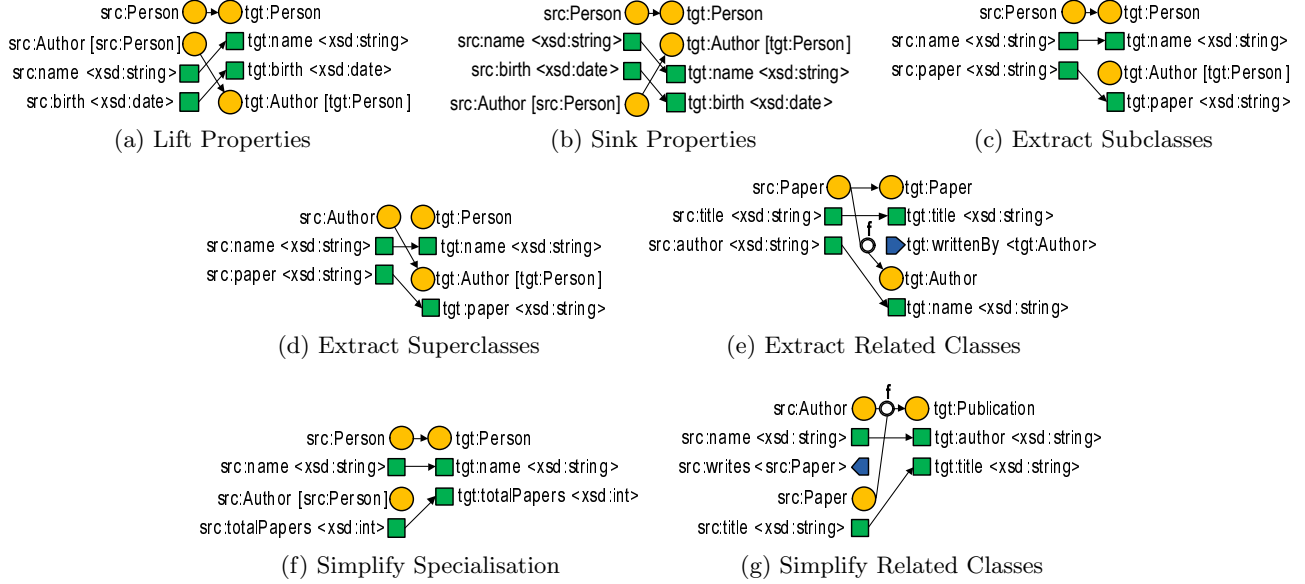 src:Person tgt:Person
src:Author [src:Person] tgt:name <xsd:string>
src:name <xsd:string> tgt:birth <xsd:date>
src:birth <xsd:date> tgt:Author [tgt:Person]
(a) Lift Properties
src:Person tgt:Person
src:name <xsd:string> tgt:Author [tgt:Person]
src:birth <xsd:date> tgt:name <xsd:string>
src:Author [src:Person] tgt:birth <xsd:date>
(b) Sink Properties
src:Person tgt:Person
src:name <xsd:string> tgt:name <xsd:string>
src:paper <xsd:string> tgt:Author [tgt:Person]
tgt:paper <xsd:string>
(c) Extract Subclasses
src:Author tgt:Person
src:name <xsd:string> tgt:name <xsd:string>
src:paper <xsd:string> tgt:Author [tgt:Person]
tgt:paper <xsd:string>
(d) Extract Superclasses
src:Paper tgt:Paper
src:title <xsd:string> tgt:title <xsd:string>
f
src:author <xsd:string> tgt:writtenBy <tgt:Author>
tgt:Author
tgt:name <xsd:string>
(e) Extract Related Classes
src:Person tgt:Person
src:name <xsd:string> tgt:name <xsd:string>
src:Author [src:Person] tgt:totalPapers <xsd:int>
src:totalPapers <xsd:int>
(f) Simplify Specialisation
f
src:Author tgt:Publication
src:name <xsd:string> tgt:author <xsd:string>
src:writes <src:Paper> tgt:title <xsd:string>
src:Paper
src:title <xsd:string>
(g) Simplify Related Classes